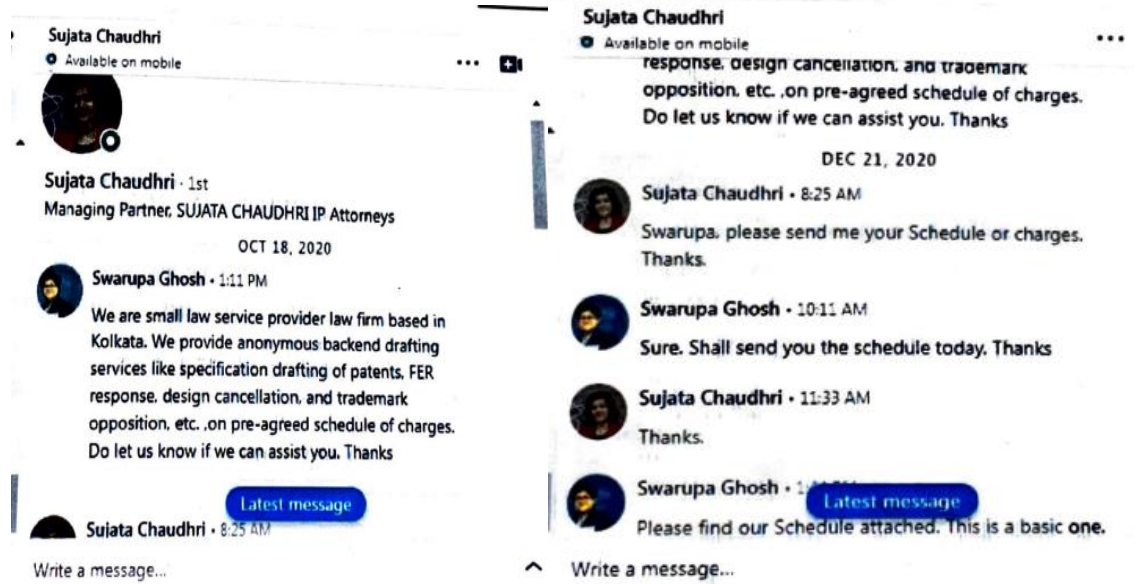 Sujata Chaudhri
Available on mobile
Sujata Chaudhri · 1st
Managing Partner, SUJATA CHAUDHRI IP Attorneys
OCT 18, 2020
Swarupa Ghosh • 1:11 PM
We are small law service provider law firm based in
Kolkata. We provide anonymous backend drafting
services like specification drafting of patents, FER
response, design cancellation, and trademark
opposition, etc. ,on pre-agreed schedule of charges.
Do let us know if we can assist you. Thanks
Latest message
Sujata Chaudhri • 8:25 AM
Write a message...
Sujata Chaudhri
Available on mobile
response, design cancellation, and trademark
opposition, etc. ,on pre-agreed schedule of charges.
Do let us know if we can assist you. Thanks
DEC 21, 2020
Sujata Chaudhri • 8:25 AM
Swarupa, please send me your Schedule or charges.
Thanks.
Swarupa Ghosh • 10:11 AM
Sure. Shall send you the schedule today. Thanks
Sujata Chaudhri • 11:33 AM
Thanks.
Swarupa Ghosh •
Latest message
Please find our Schedule attached. This is a basic one.
Write a message...